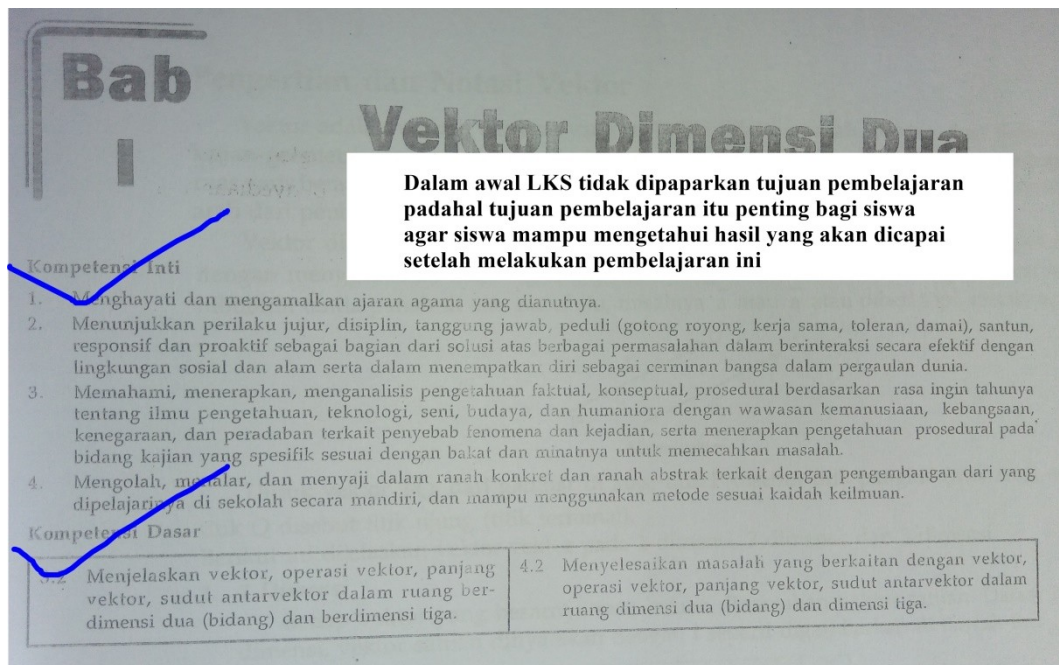 Bab
I
Vektor Dimensi Dua
Dalam awal LKS tidak dipaparkan tujuan pembelajaran
padahal tujuan pembelajaran itu penting bagi siswa
agar siswa mampu mengetahui hasil yang akan dicapai
setelah melakukan pembelajaran ini
Kompetensi Inti
1. Menghayati dan mengamalkan ajaran agama yang dianutnya.
2. Menunjukkan perilaku jujur, disiplin, tanggung jawab, peduli (gotong royong, kerja sama, toleran, damai), santun,
responsif dan proaktif sebagai bagian dari solusi atas berbagai permasalahan dalam berinteraksi secara efektif dengan
lingkungan sosial dan alam serta dalam menempatkan diri sebagai cerminan bangsa dalam pergaulan dunia.
3. Memahami, menerapkan, menganalisis pengetahuan faktual, konseptual, prosedural berdasarkan rasa ingin tahunya
tentang ilmu pengetahuan, teknologi, seni, budaya, dan humaniora dengan wawasan kemanusiaan, kebangsaan,
kenegaraan, dan peradaban terkait penyebab fenomena dan kejadian, serta menerapkan pengetahuan prosedural pada
bidang kajian yang spesifik sesuai dengan bakat dan minatnya untuk memecahkan masalah.
4. Mengolah, menalar, dan menyaji dalam ranah konkret dan ranah abstrak terkait dengan pengembangan dari yang
dipelajarinya di sekolah secara mandiri, dan mampu menggunakan metode sesuai kaidah keilmuan.
Kompetensi Dasar
3.2 Menjelaskan vektor, operasi vektor, panjang
vektor, sudut antarvektor dalam ruang ber-
dimensi dua (bidang) dan berdimensi tiga.
4.2 Menyelesaikan masalah yang berkaitan dengan vektor,
operasi vektor, panjang vektor, sudut antarvektor dalam
ruang dimensi dua (bidang) dan dimensi tiga.